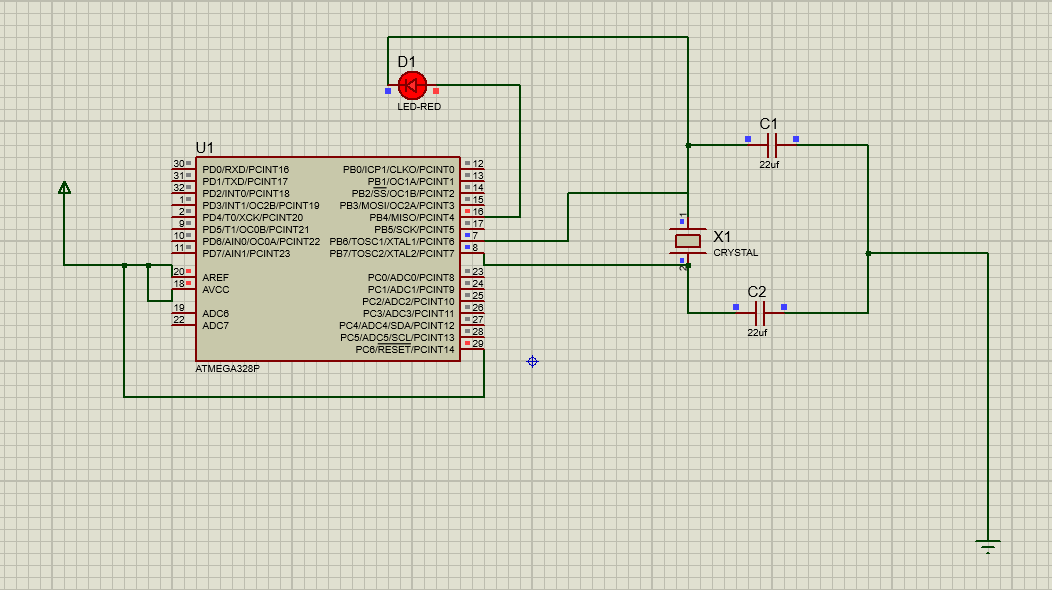 D1
LED-RED
C1
22uf
U1
30 PD0/RXD/PCINT16 PB0/ICP1/CLKO/PCINT0 12
31 PD1/TXD/PCINT17 PB1/OC1A/PCINT1 13
32 PD2/INT0/PCINT18 PB2/SS/OC1B/PCINT2 14
1 PD3/INT1/OC2B/PCINT19 PB3/MOSI/OC2A/PCINT3 15
2 PD4/T0/XCK/PCINT20 PB4/MISO/PCINT4 16
9 PD5/T1/OC0B/PCINT21 PB5/SCK/PCINT5 17
10 PD6/AIN0/OC0A/PCINT22 PB6/TOSC1/XTAL1/PCINT6 7
11 PD7/AIN1/PCINT23 PB7/TOSC2/XTAL2/PCINT7 8
20 AREF PC0/ADC0/PCINT8 23
18 AVCC PC1/ADC1/PCINT9 24
PC2/ADC2/PCINT10 25
19 ADC6 PC3/ADC3/PCINT11 26
22 ADC7 PC4/ADC4/SDA/PCINT12 27
PC5/ADC5/SCL/PCINT13 28
PC6/RESET/PCINT14 29
ATMEGA328P
1
X1
CRYSTAL
2
C2
22uf